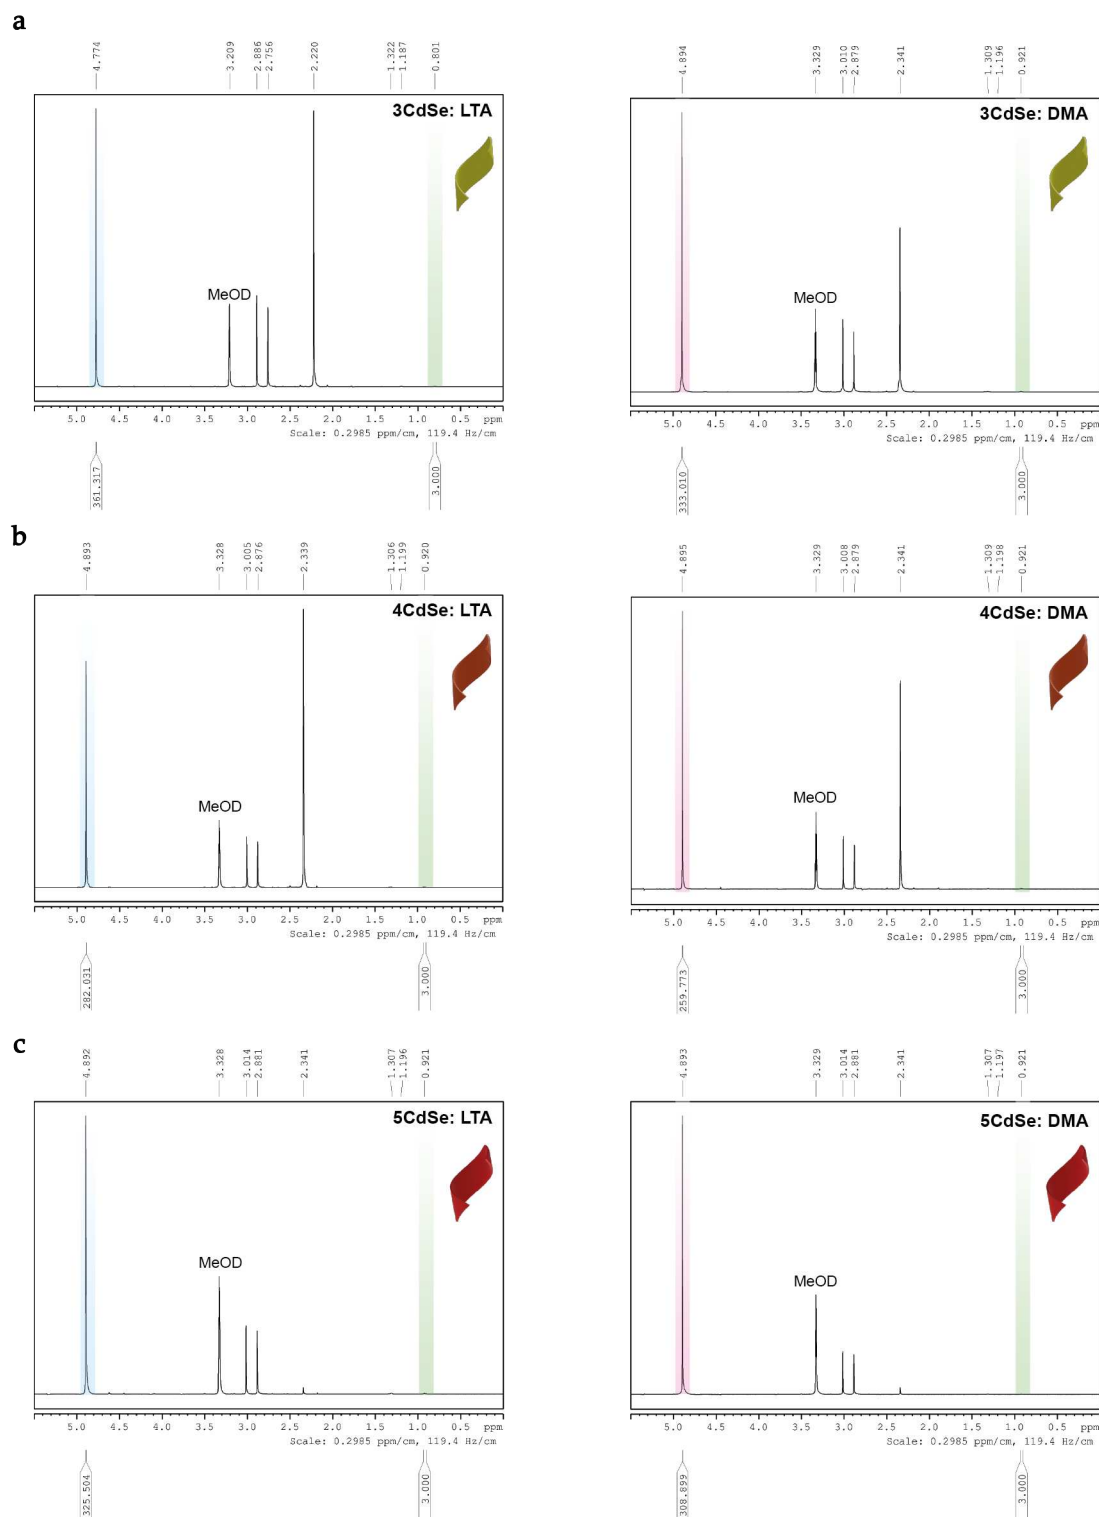 a
4.774
3.209
2.886
2.756
2.220
1.322
1.187
0.801
3CdSe: LTA
MeOD
5.0 4.5 4.0 3.5 3.0 2.5 2.0 1.5 1.0 0.5 ppm
Scale: 0.2985 ppm/cm, 119.4 Hz/cm
361.317
3.000
4.894
3.329
3.010
2.879
2.341
1.309
1.196
0.921
3CdSe: DMA
MeOD
5.0 4.5 4.0 3.5 3.0 2.5 2.0 1.5 1.0 0.5 ppm
Scale: 0.2985 ppm/cm, 119.4 Hz/cm
333.010
3.000
b
4.893
3.328
3.005
2.876
2.339
1.306
1.199
0.920
4CdSe: LTA
MeOD
5.0 4.5 4.0 3.5 3.0 2.5 2.0 1.5 1.0 0.5 ppm
Scale: 0.2985 ppm/cm, 119.4 Hz/cm
282.031
3.000
4.895
3.329
3.008
2.879
2.341
1.309
1.198
0.921
4CdSe: DMA
MeOD
5.0 4.5 4.0 3.5 3.0 2.5 2.0 1.5 1.0 0.5 ppm
Scale: 0.2985 ppm/cm, 119.4 Hz/cm
259.773
3.000
c
4.892
3.328
3.014
2.881
2.341
1.307
1.196
0.921
5CdSe: LTA
MeOD
5.0 4.5 4.0 3.5 3.0 2.5 2.0 1.5 1.0 0.5 ppm
Scale: 0.2985 ppm/cm, 119.4 Hz/cm
325.504
3.000
4.893
3.329
3.014
2.881
2.341
1.307
1.197
0.921
5CdSe: DMA
MeOD
5.0 4.5 4.0 3.5 3.0 2.5 2.0 1.5 1.0 0.5 ppm
Scale: 0.2985 ppm/cm, 119.4 Hz/cm
308.899
3.000